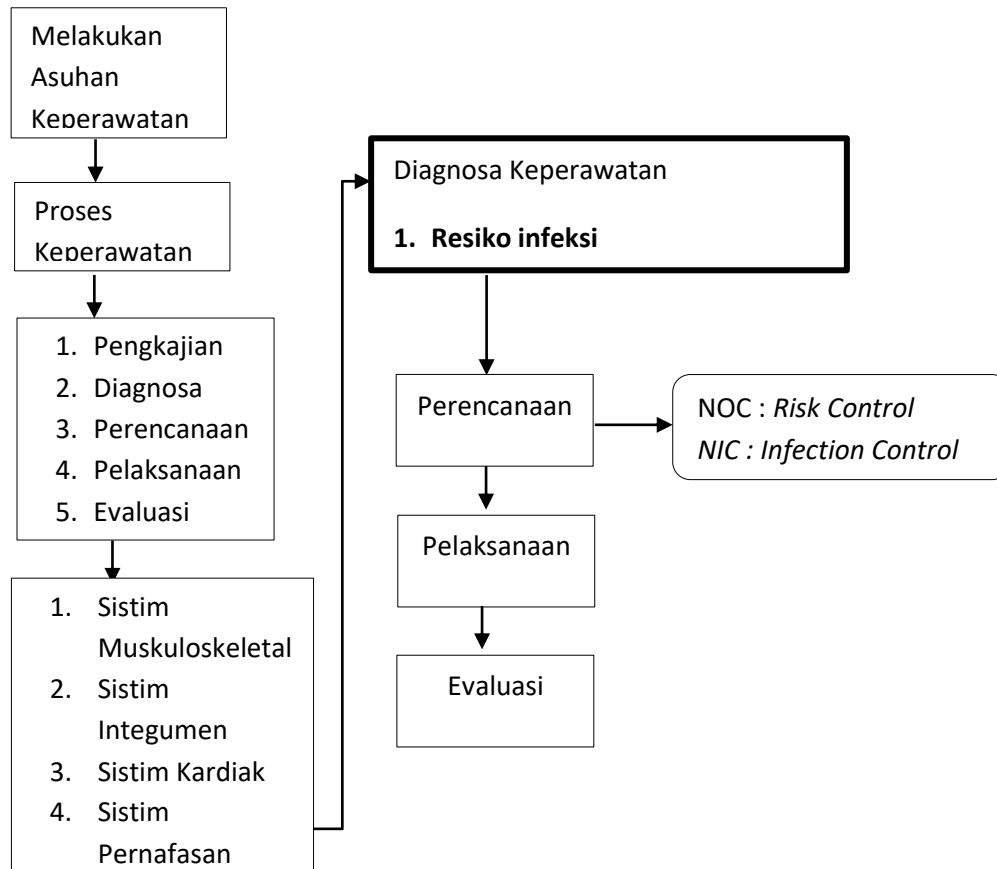 Melakukan
Asuhan
Keperawatan
Proses
Keperawatan
1. Pengkajian
2. Diagnosa
3. Perencanaan
4. Pelaksanaan
5. Evaluasi
1. Sistim
Muskuloskeletal
2. Sistim
Integumen
3. Sistim Kardiak
4. Sistim
Pernafasan
Diagnosa Keperawatan
1. Resiko infeksi
Perencanaan
NOC : Risk Control
NIC : Infection Control
Pelaksanaan
Evaluasi